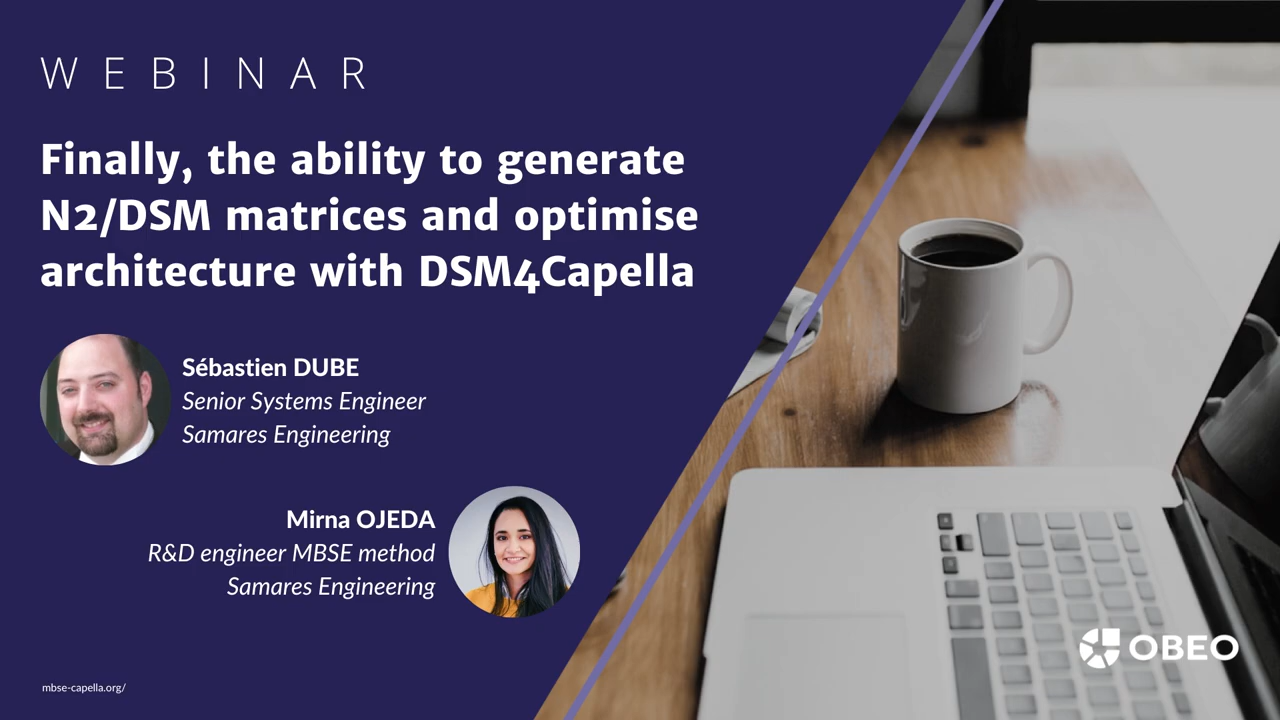 WEBINAR
Finally, the ability to generate
N2/DSM matrices and optimise
architecture with DSM4Capella
Sébastien DUBE
Senior Systems Engineer
Samares Engineering
Mirna OJEDA
R&D engineer MBSE method
Samares Engineering
mbse-capella.org/
OBEO